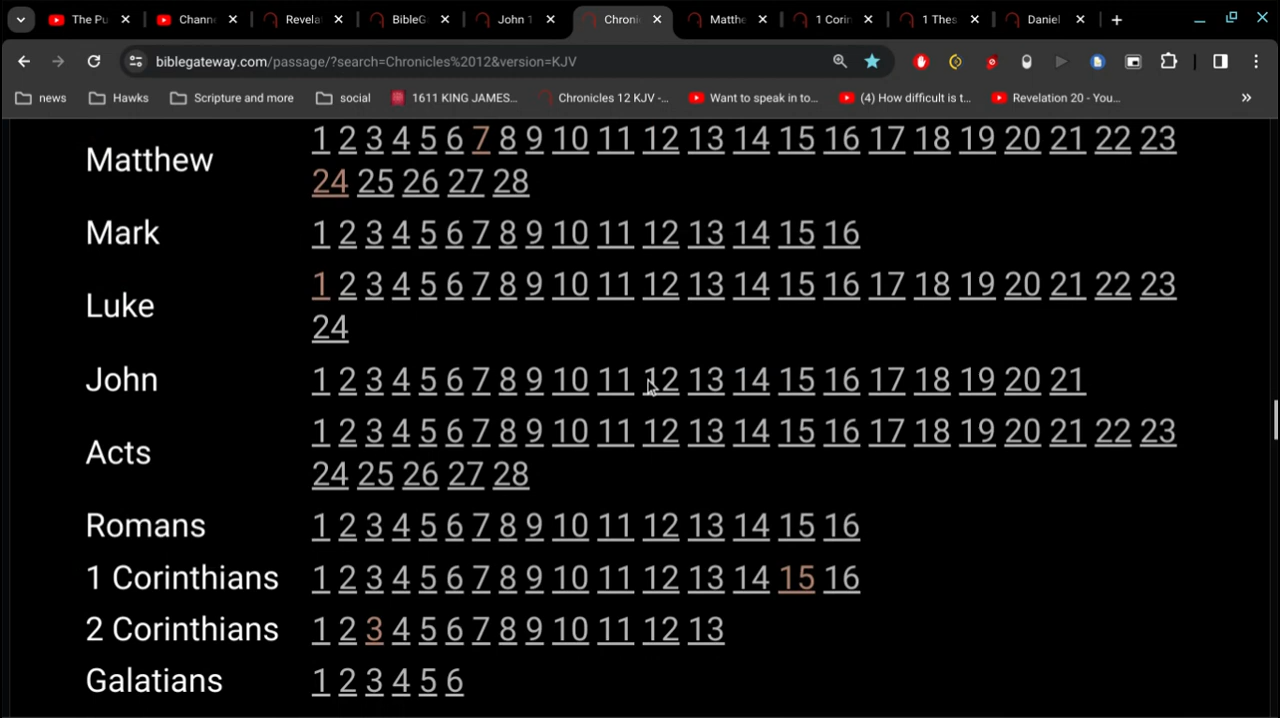 The Pu
Chann
Revela
BibleG
John 1
Chroni
Matthe
1 Corin
1 Thes
Daniel
biblegateway.com/passage/?search=Chronicles%2012&version=KJV
news
Hawks
Scripture and more
social
1611 KING JAMES...
Chronicles 12 KJV -...
Want to speak in to...
(4) How difficult is t...
Revelation 20 - You...
Matthew
1 2 3 4 5 6 7 8 9 10 11 12 13 14 15 16 17 18 19 20 21 22 23
24 25 26 27 28
Mark
1 2 3 4 5 6 7 8 9 10 11 12 13 14 15 16
Luke
1 2 3 4 5 6 7 8 9 10 11 12 13 14 15 16 17 18 19 20 21 22 23
24
John
1 2 3 4 5 6 7 8 9 10 11 12 13 14 15 16 17 18 19 20 21
Acts
1 2 3 4 5 6 7 8 9 10 11 12 13 14 15 16 17 18 19 20 21 22 23
24 25 26 27 28
Romans
1 2 3 4 5 6 7 8 9 10 11 12 13 14 15 16
1 Corinthians
1 2 3 4 5 6 7 8 9 10 11 12 13 14 15 16
2 Corinthians
1 2 3 4 5 6 7 8 9 10 11 12 13
Galatians
1 2 3 4 5 6